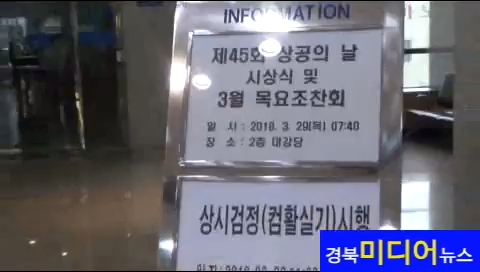 INFORMATION
제45회 상공의 날
시상식 및
3월 목요조찬회
일 시 : 2018. 3. 29(목) 07:40
장 소 : 2층 대강당
상시검정(컴활실기)시행
경북미디어뉴스